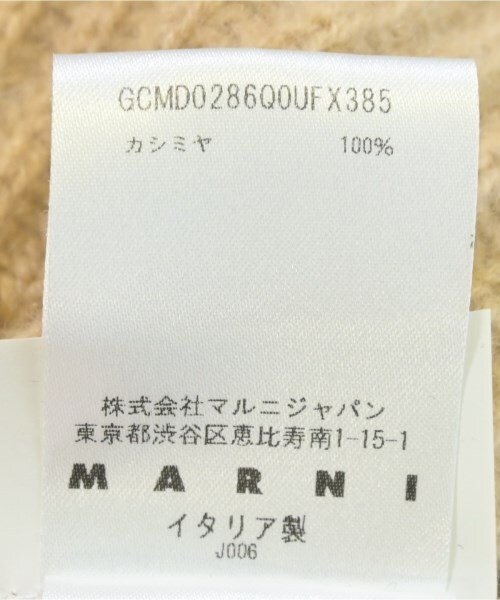 GCMD0286Q0UFX385
カシミヤ 100%
株式会社マルニジャパン
東京都渋谷区恵比寿南1-15-1
MARNI
イタリア製
J006